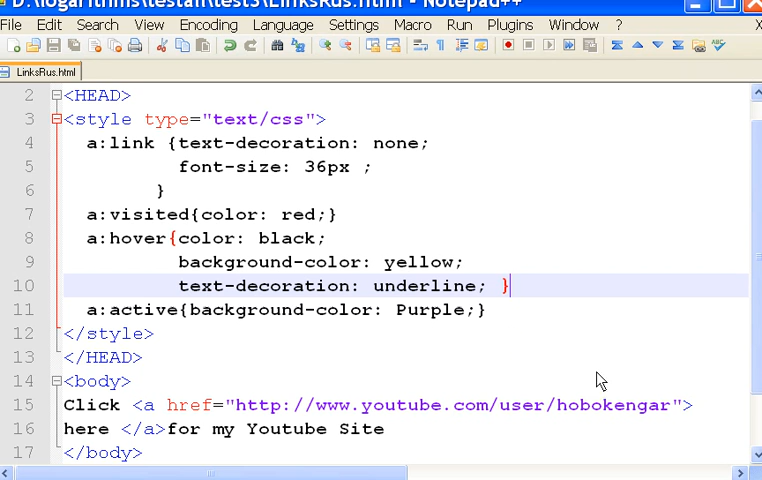 D:\logarithms\testall\test3\LinksRus.html - Notepad++
File Edit Search View Encoding Language Settings Macro Run Plugins Window ? X
LinksRus.html
2 <HEAD>
3 <style type="text/css">
4 a:link {text-decoration: none;
5 font-size: 36px ;
6 }
7 a:visited{color: red;}
8 a:hover{color: black;
9 background-color: yellow;
10 text-decoration: underline; }
11 a:active{background-color: Purple;}
12 </style>
13 </HEAD>
14 <body>
15 Click <a href="http://www.youtube.com/user/hobokengar">
16 here </a>for my Youtube Site
17 </body>